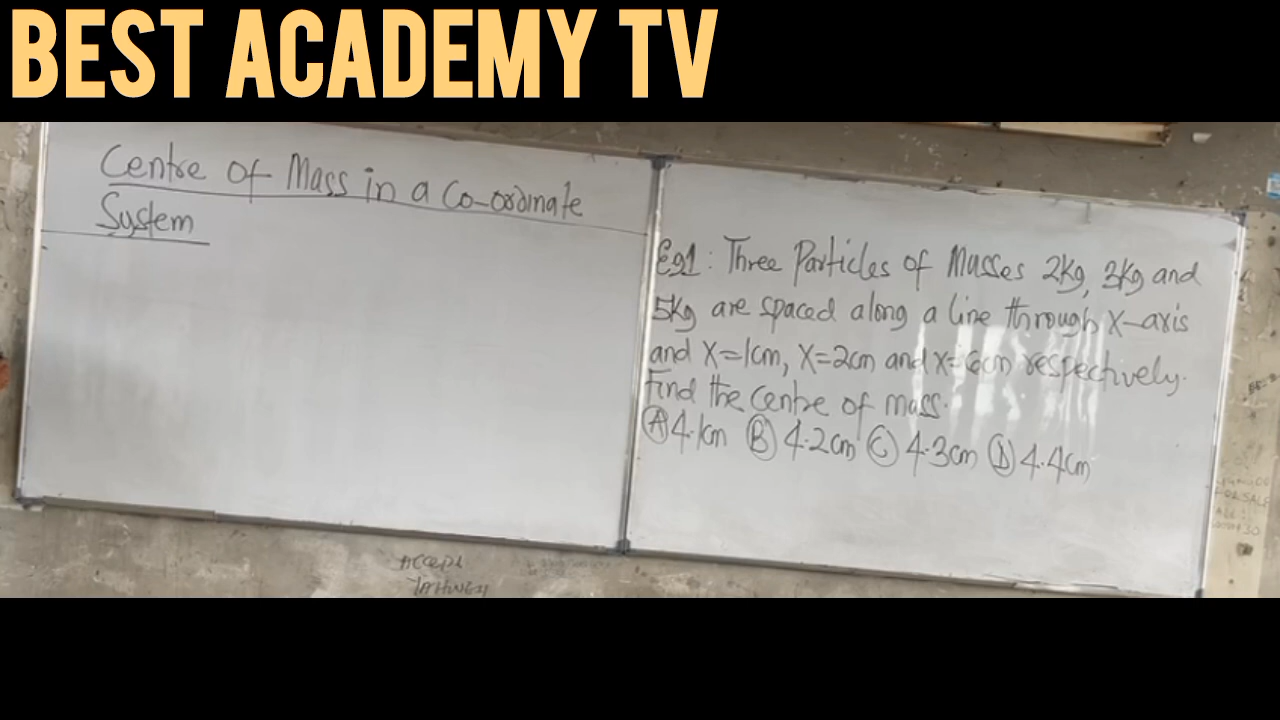 BEST ACADEMY TV
Centre of Mass in a Co-ordinate
System
Eg1: Three Particles of Masses 2kg, 3kg and
5kg are spaced along a line through X-axis
and X=1cm, X=2cm and X=6cm respectively.
Find the centre of mass.
(A) 4.1cm (B) 4.2cm (C) 4.3cm (D) 4.4cm
ACCEPT